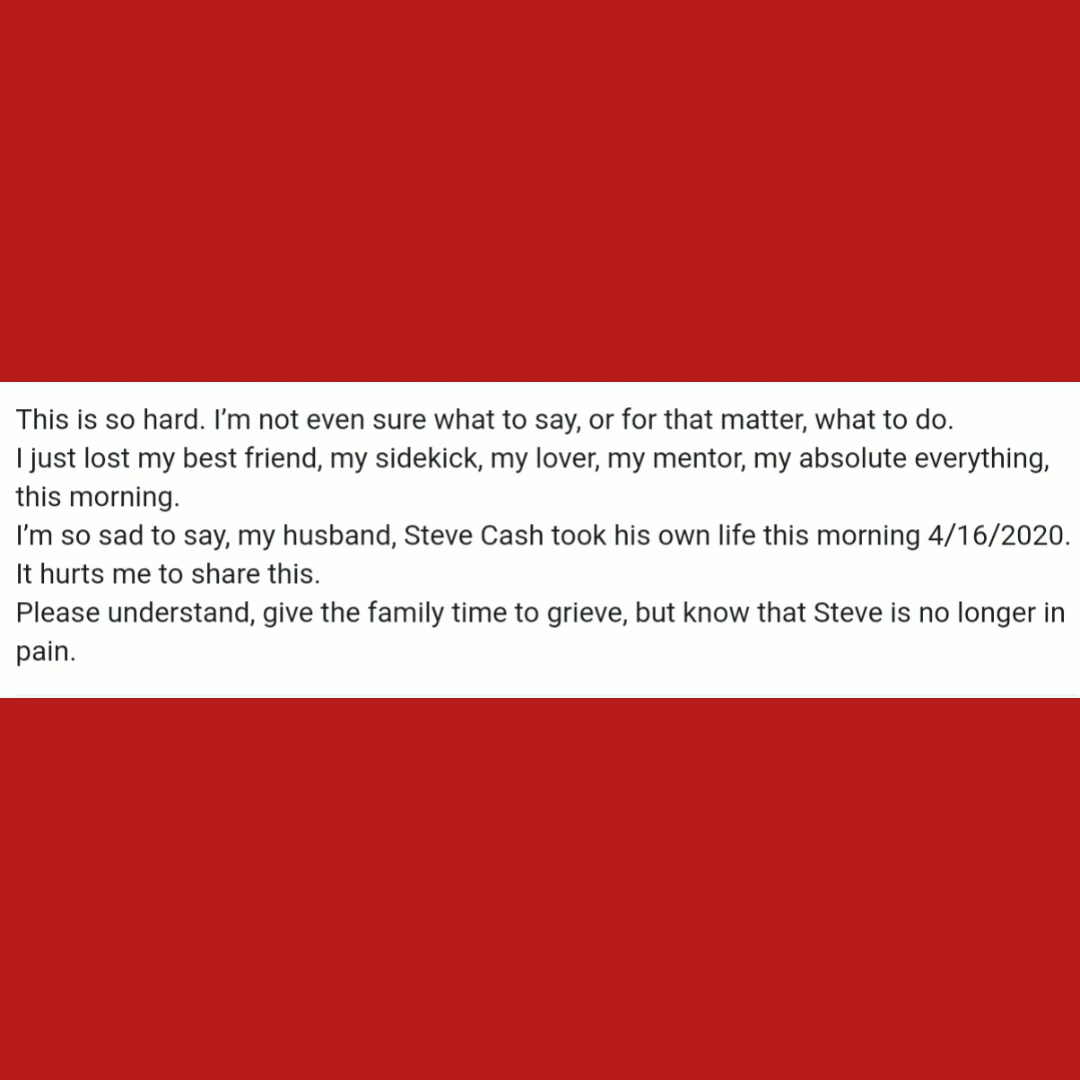 This is so hard. I’m not even sure what to say, or for that matter, what to do.
I just lost my best friend, my sidekick, my lover, my mentor, my absolute everything,
this morning.
I’m so sad to say, my husband, Steve Cash took his own life this morning 4/16/2020.
It hurts me to share this.
Please understand, give the family time to grieve, but know that Steve is no longer in
pain.